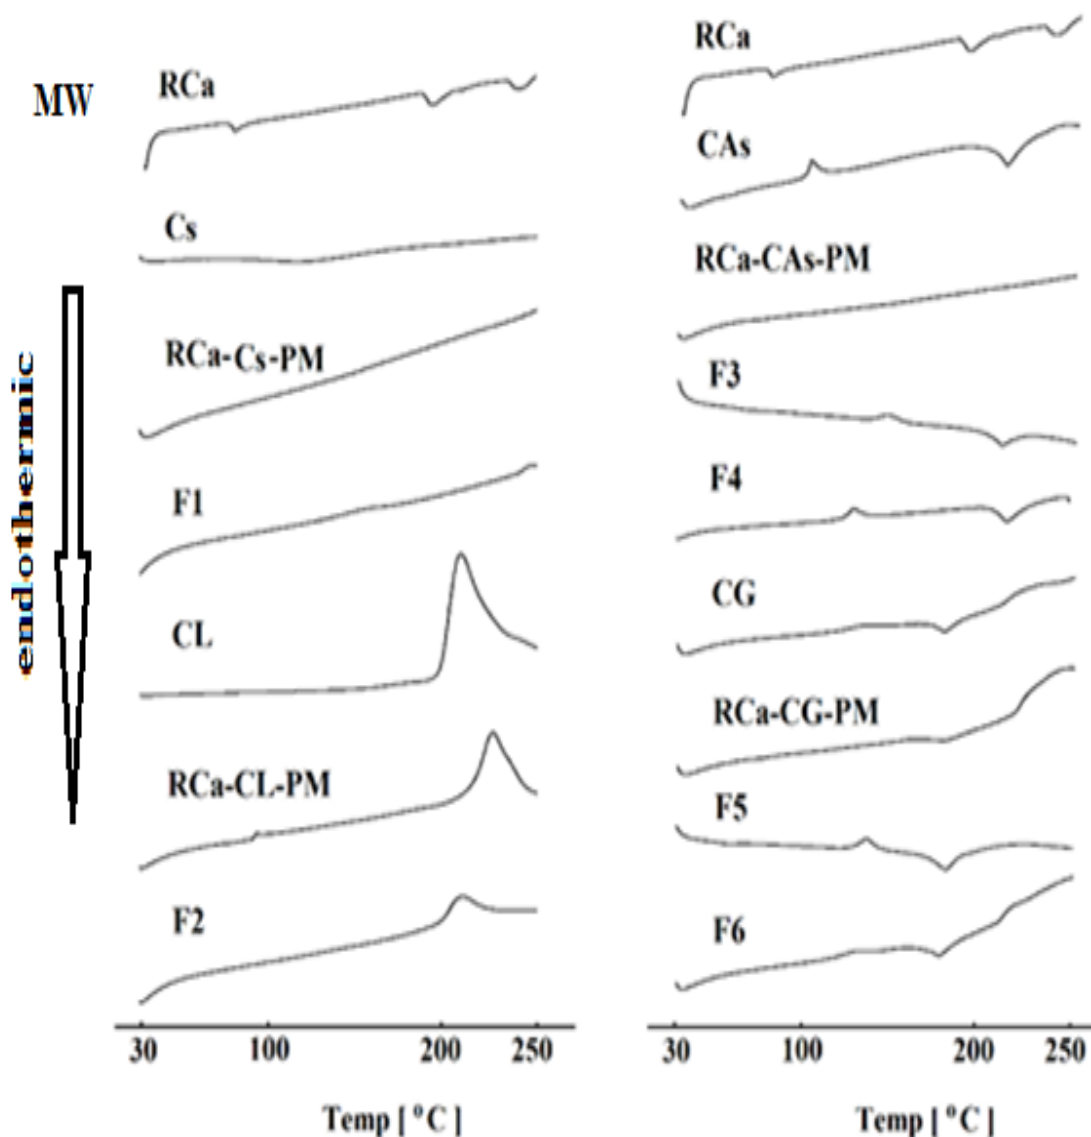 MW
endothermic
RCa
Cs
RCa-Cs-PM
F1
CL
RCa-CL-PM
F2
30 100 200 250
Temp [ °C ]
RCa
CAs
RCa-CAs-PM
F3
F4
CG
RCa-CG-PM
F5
F6
30 100 200 250
Temp [ °C ]